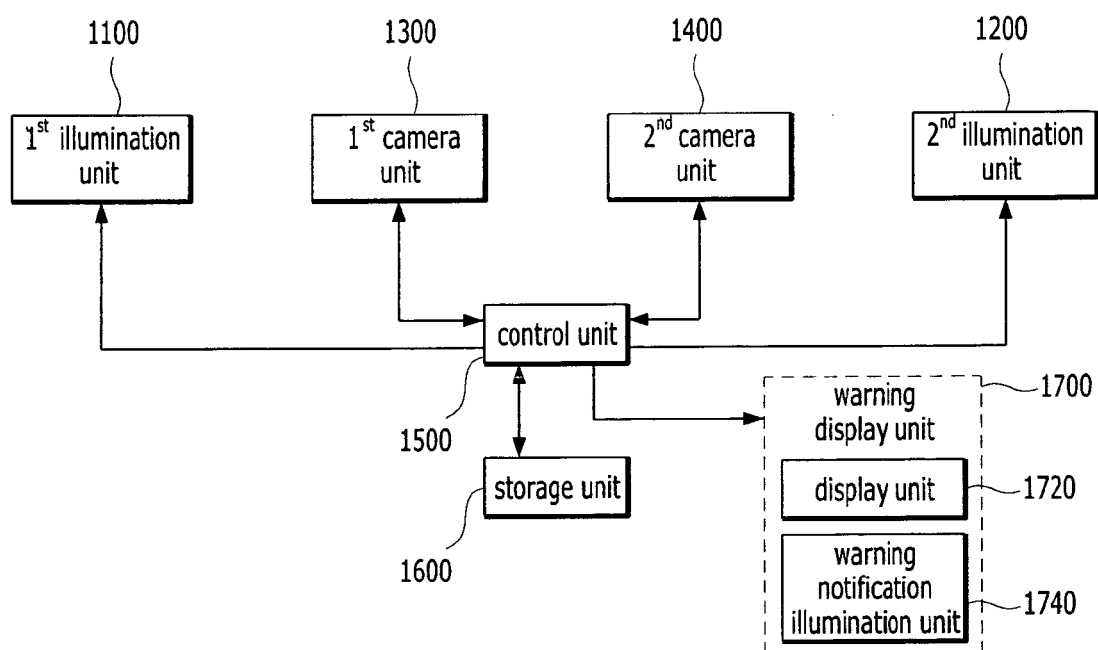 1100
1300
1400
1200
1st illumination
unit
1st camera
unit
2nd camera
unit
2nd illumination
unit
control unit
1500
storage unit
1600
warning
display unit
1700
display unit
1720
warning
notification
illumination unit
1740